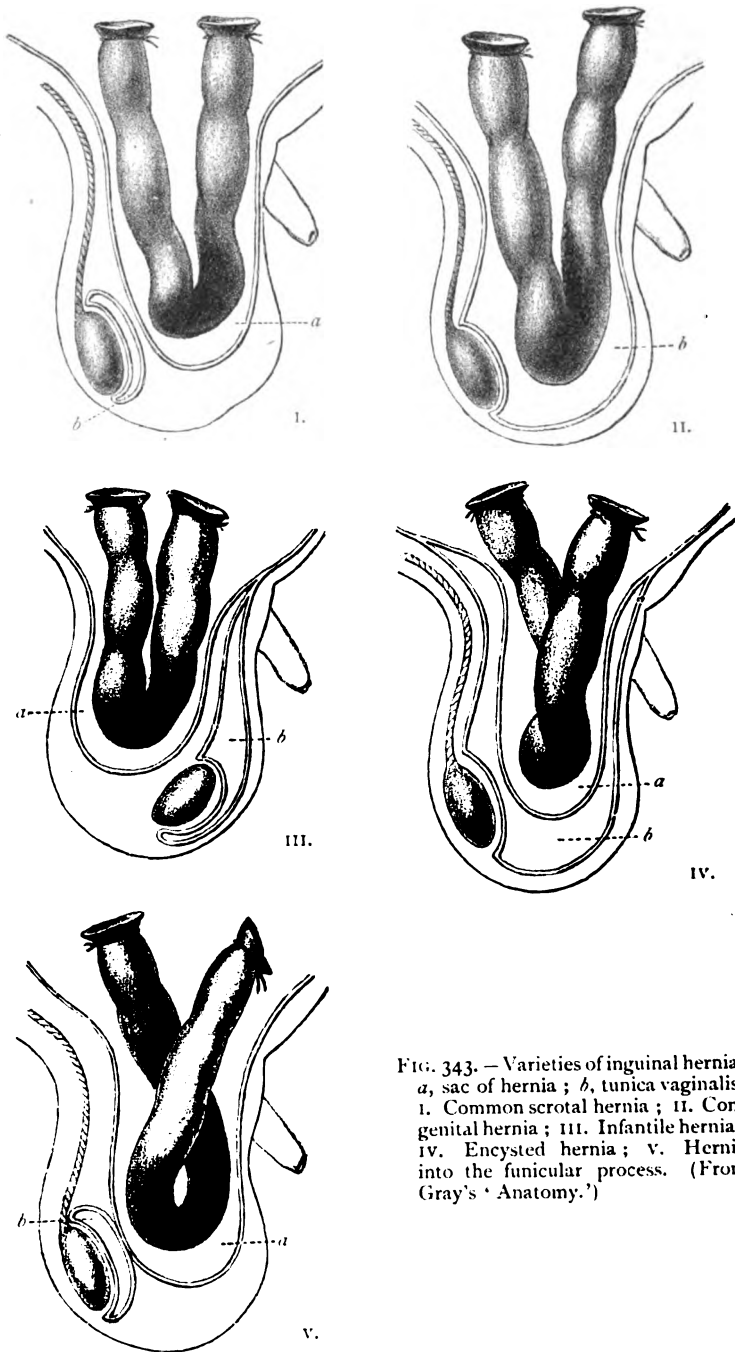 a
b
I.
b
II.
a
b
III.
a
b
IV.
b
a
V.
FIG. 343. — Varieties of inguinal hernia
a, sac of hernia ; b, tunica vaginalis
I. Common scrotal hernia ; II. Con
genital hernia ; III. Infantile hernia
IV. Encysted hernia ; V. Herni
into the funicular process. (From
Gray's ‘ Anatomy.’)